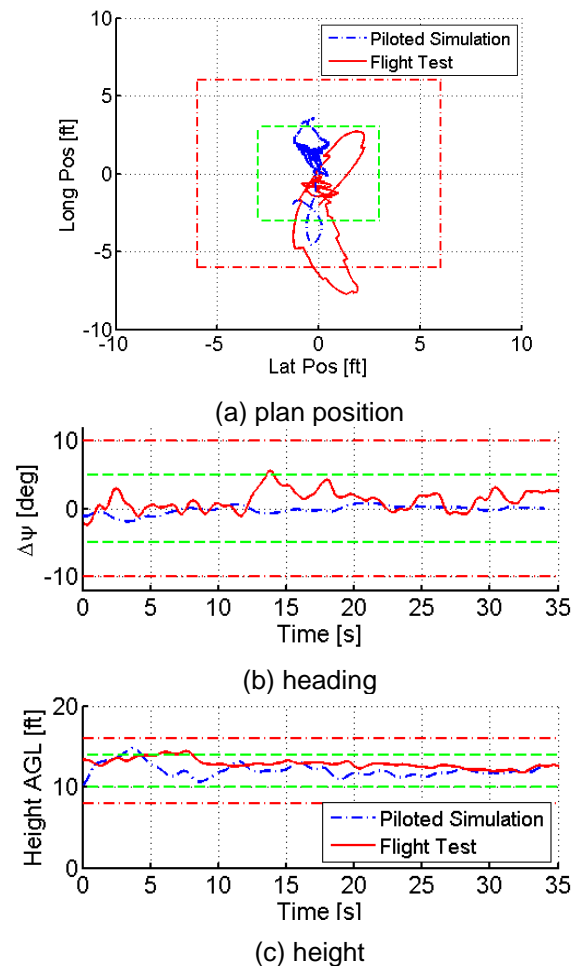 10
5
0
-5
-10
Long Pos [ft]
Piloted Simulation
Flight Test
-10
-5
0
5
10
Lat Pos [ft]
(a) plan position
10
0
-10
Δψ [deg]
0
5
10
15
20
25
30
35
Time [s]
(b) heading
20
10
0
Height AGL [ft]
Piloted Simulation
Flight Test
0
5
10
15
20
25
30
35
Time [s]
(c) height